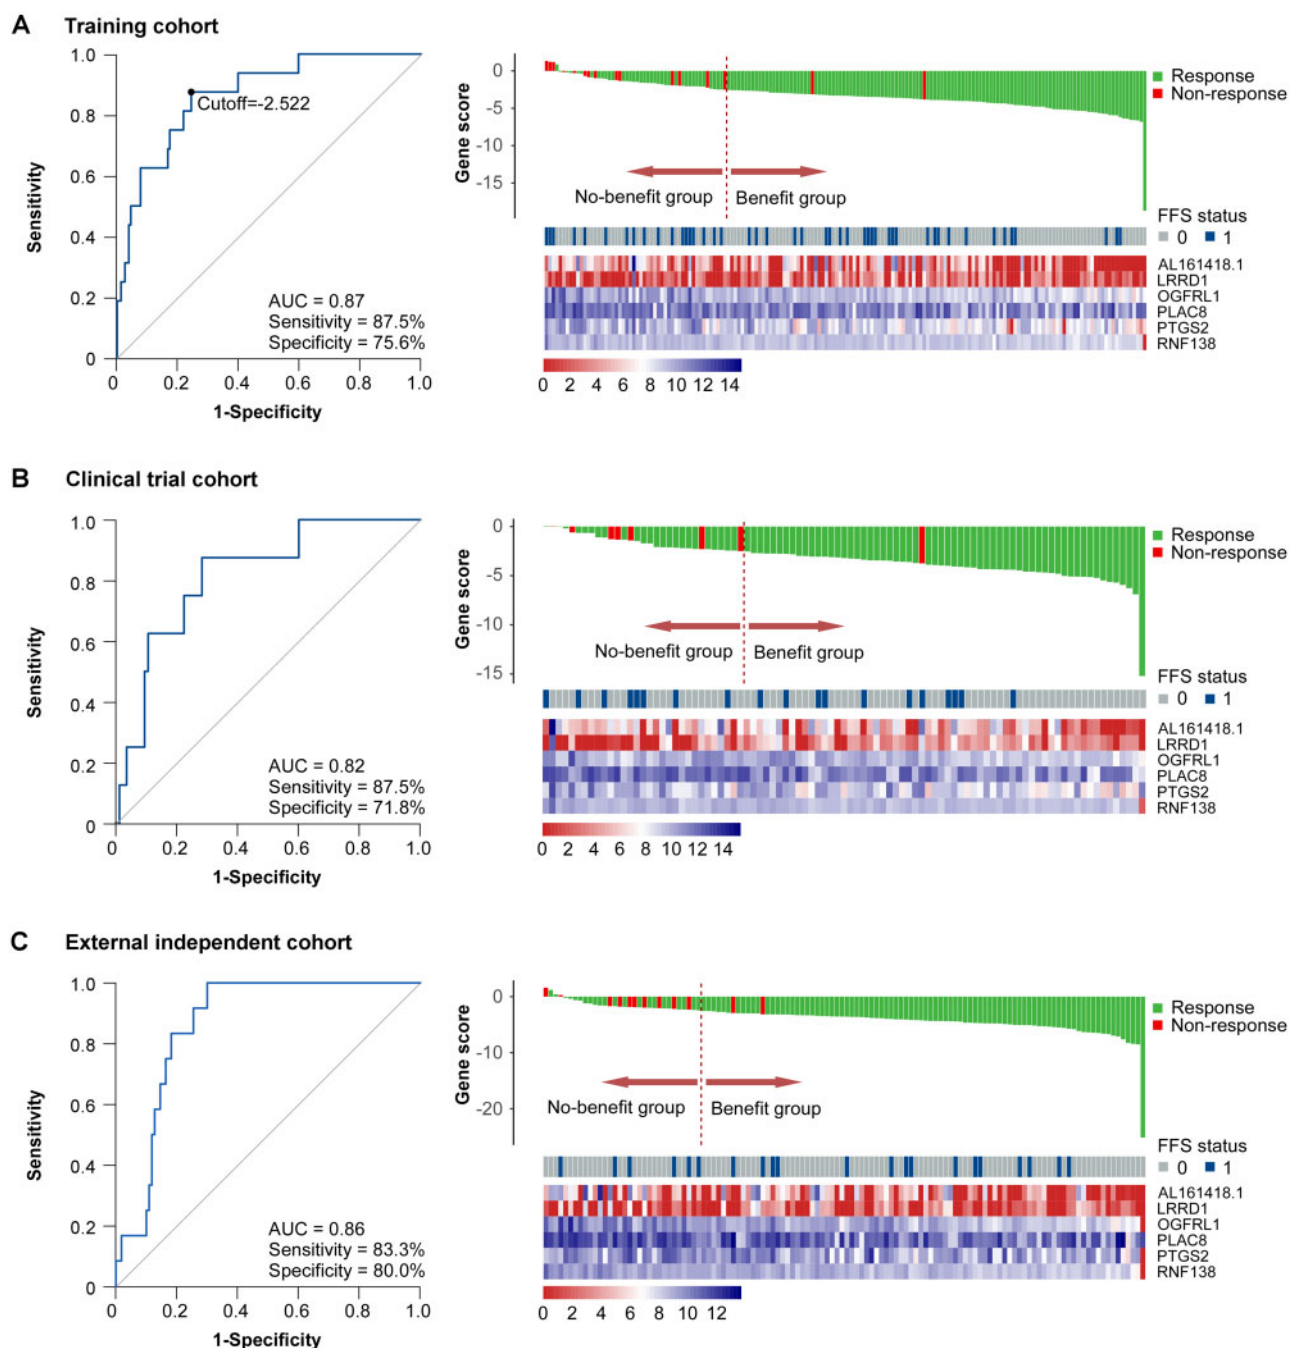 A Training cohort
1.0
0.8
0.6
0.4
0.2
0
Sensitivity
Cutoff=-2.522
AUC = 0.87
Sensitivity = 87.5%
Specificity = 75.6%
0 0.2 0.4 0.6 0.8 1.0
1-Specificity
0
-5
-10
-15
Gene score
Response
Non-response
No-benefit group Benefit group
FFS status
0 1
AL161418.1
LRRD1
OGFRL1
PLAC8
PTGS2
RNF138
0 2 4 6 8 10 12 14
B Clinical trial cohort
1.0
0.8
0.6
0.4
0.2
0
Sensitivity
AUC = 0.82
Sensitivity = 87.5%
Specificity = 71.8%
0 0.2 0.4 0.6 0.8 1.0
1-Specificity
0
-5
-10
-15
Gene score
Response
Non-response
No-benefit group Benefit group
FFS status
0 1
AL161418.1
LRRD1
OGFRL1
PLAC8
PTGS2
RNF138
0 2 4 6 8 10 12 14
C External independent cohort
1.0
0.8
0.6
0.4
0.2
0
Sensitivity
AUC = 0.86
Sensitivity = 83.3%
Specificity = 80.0%
0 0.2 0.4 0.6 0.8 1.0
1-Specificity
0
-10
-20
Gene score
Response
Non-response
No-benefit group Benefit group
FFS status
0 1
AL161418.1
LRRD1
OGFRL1
PLAC8
PTGS2
RNF138
0 2 4 6 8 10 12